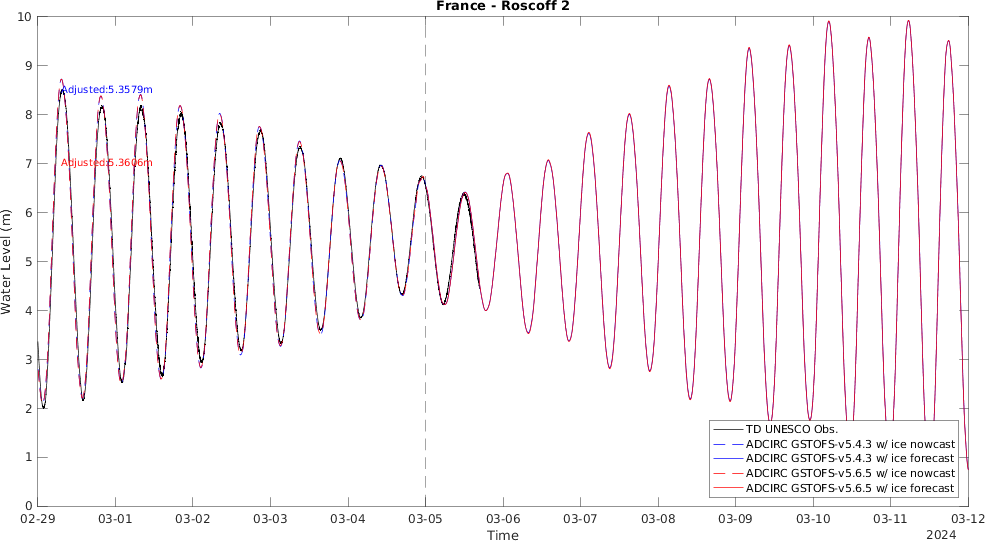 France - Roscoff 2
10
9
8
7
6
5
4
3
2
1
0
Water Level (m)
Adjusted:5.3579m
Adjusted:5.3606m
TD UNESCO Obs.
ADCIRC GSTOFS-v5.4.3 w/ ice nowcast
ADCIRC GSTOFS-v5.4.3 w/ ice forecast
ADCIRC GSTOFS-v5.6.5 w/ ice nowcast
ADCIRC GSTOFS-v5.6.5 w/ ice forecast
02-29 03-01 03-02 03-03 03-04 03-05 03-06 03-07 03-08 03-09 03-10 03-11 03-12
Time
2024